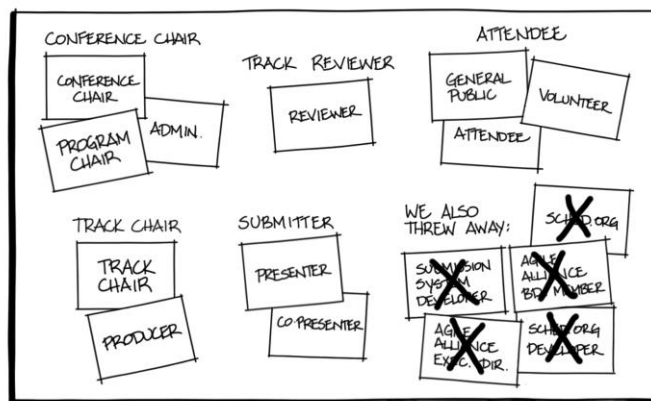 CONFERENCE CHAIR
CONFERENCE
CHAIR
PROGRAM
CHAIR
ADMIN.
TRACK REVIEWER
REVIEWER
ATTENDEE
GENERAL
PUBLIC
VOLUNTEER
ATTENDEE
TRACK CHAIR
TRACK
CHAIR
PRODUCER
SUBMITTER
PRESENTER
CO-PRESENTER
WE ALSO
THREW AWAY:
SCHED.ORG
SUBMISSION
SYSTEM
DEVELOPER
AGILE
ALLIANCE
BD. MEMBER
AGILE
ALLIANCE
EXEC. DIR.
SCHED.ORG
DEVELOPER